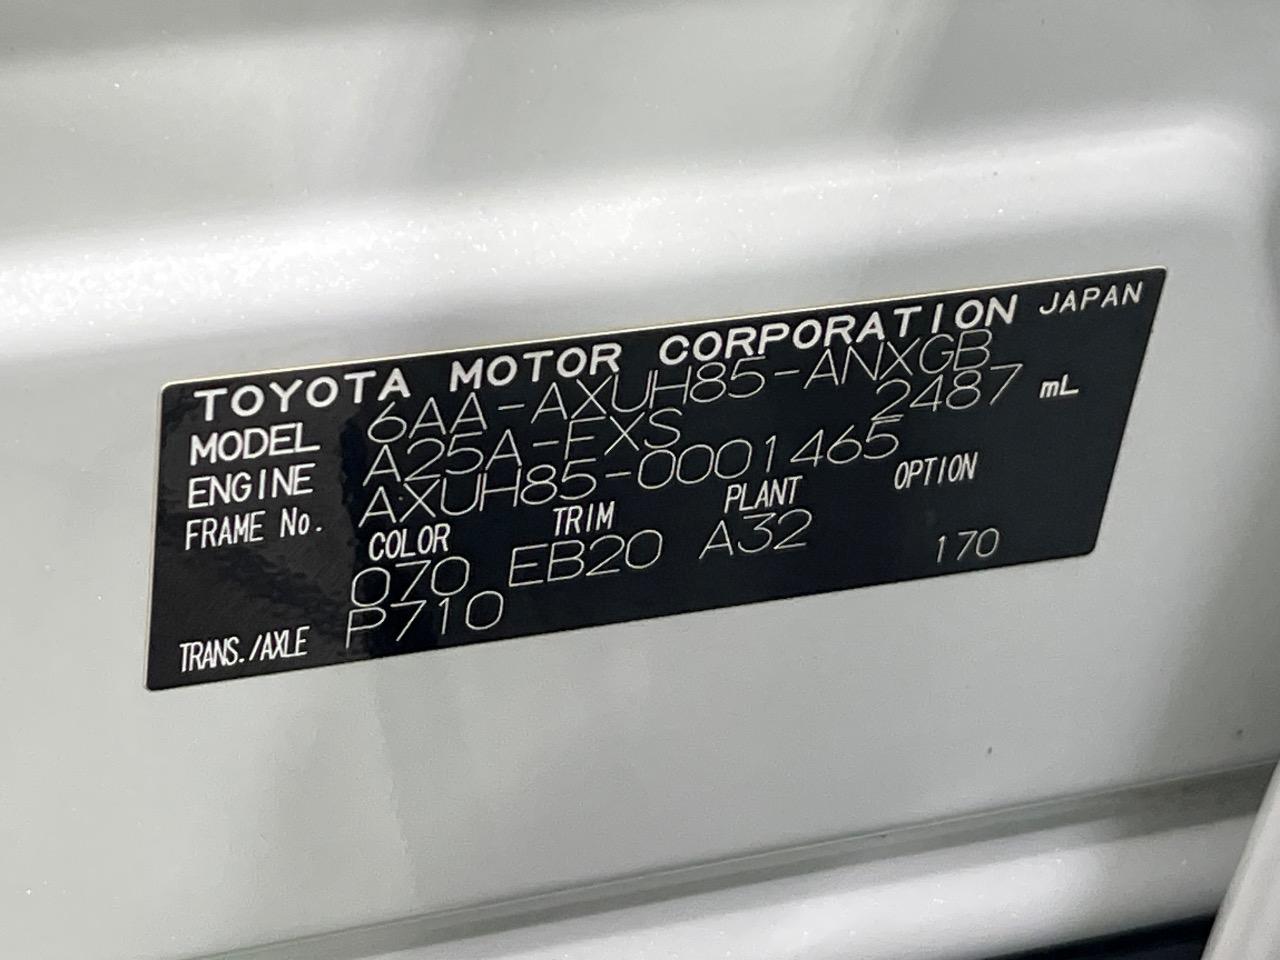 TOYOTA MOTOR CORPORATION JAPAN
MODEL 6AA-AXUH85-ANXGB
ENGINE A25A-FXS 2487 mL
FRAME No. AXUH85-0001465
COLOR TRIM PLANT OPTION
070 EB20 A32 170
TRANS./AXLE P710